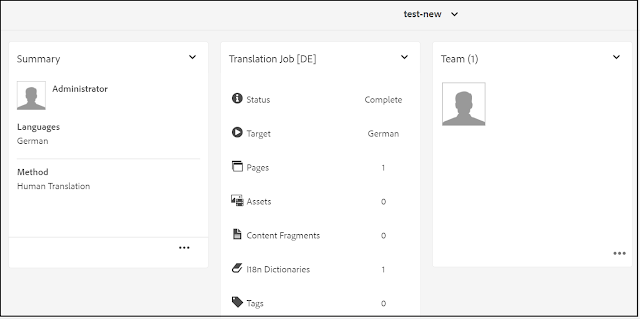 test-new
Summary
Administrator
Languages
German
Method
Human Translation
Translation Job [DE]
Status Complete
Target German
Pages 1
Assets 0
Content Fragments 0
I18n Dictionaries 1
Tags 0
Team (1)